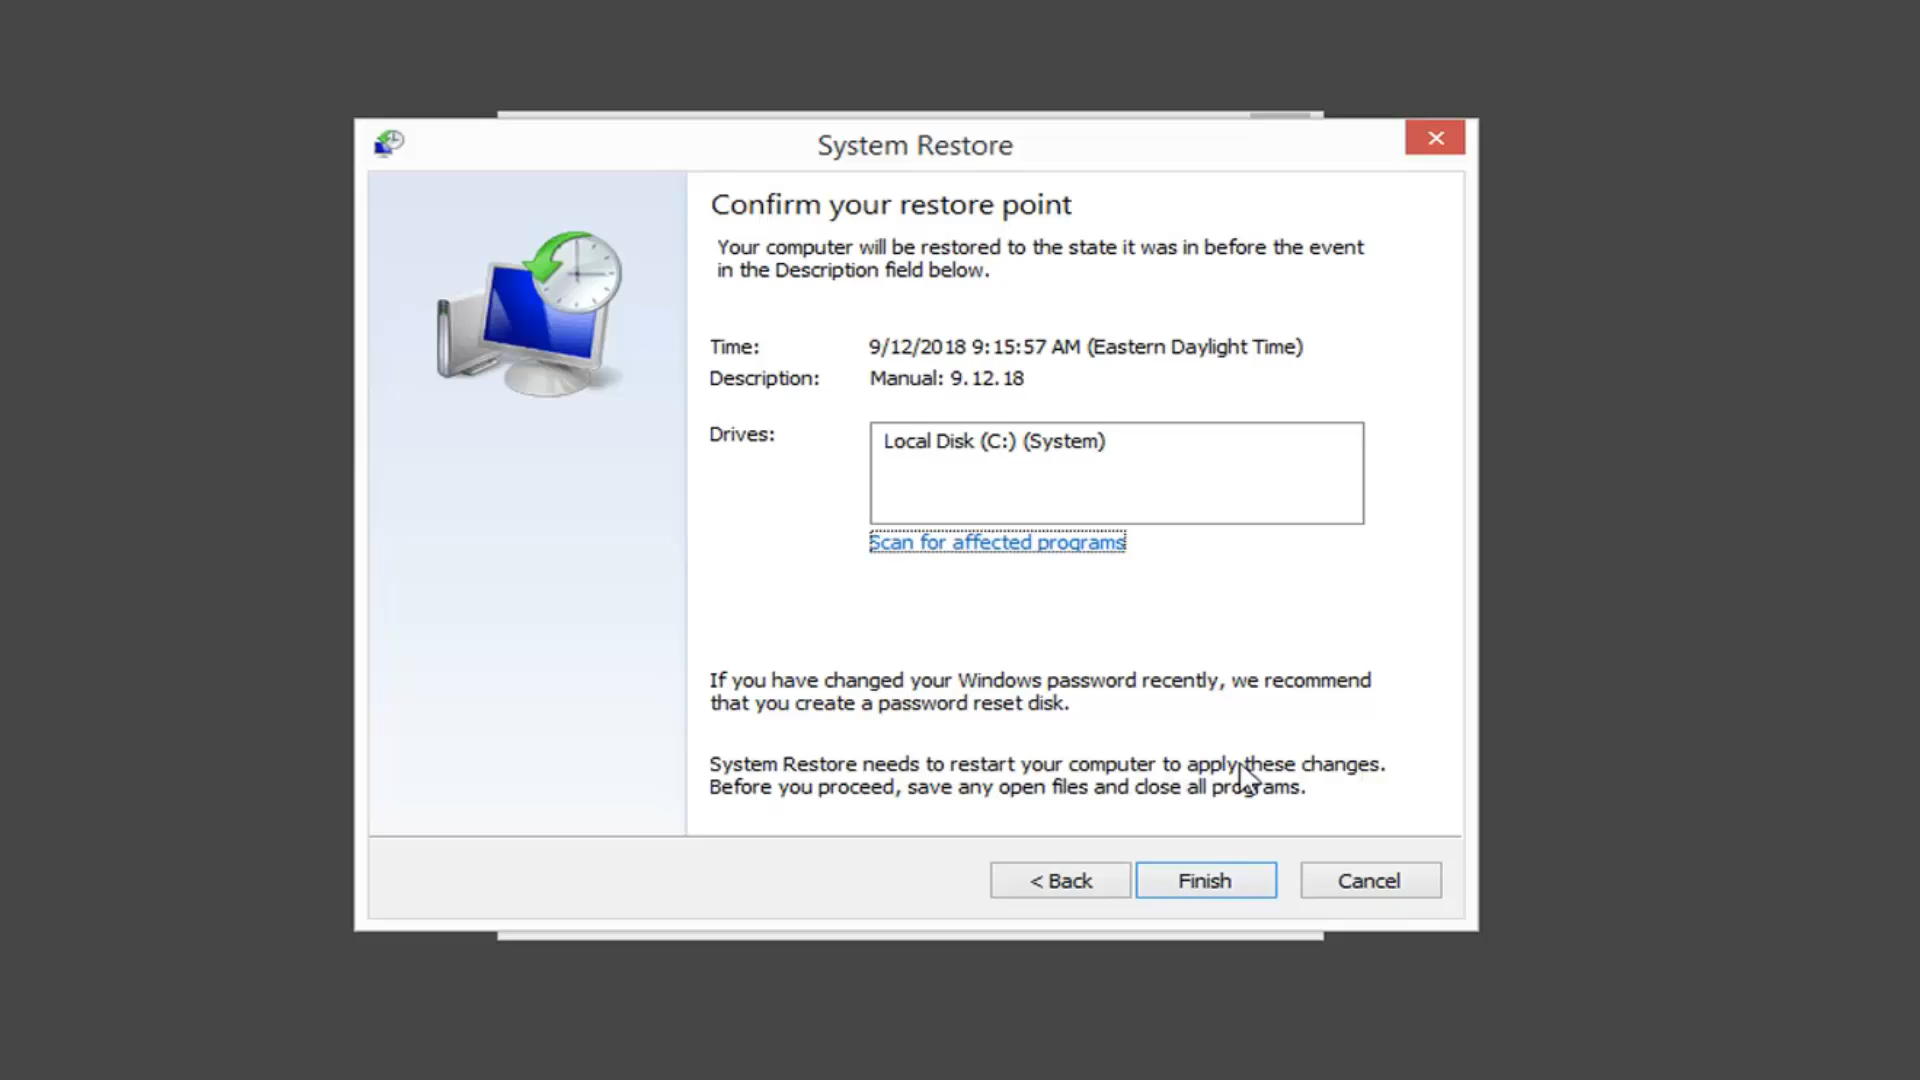 System Restore
Confirm your restore point
Your computer will be restored to the state it was in before the event
in the Description field below.
Time: 9/12/2018 9:15:57 AM (Eastern Daylight Time)
Description: Manual: 9.12.18
Drives: Local Disk (C:) (System)
Scan for affected programs
If you have changed your Windows password recently, we recommend
that you create a password reset disk.
System Restore needs to restart your computer to apply these changes.
Before you proceed, save any open files and close all programs.
< Back Finish Cancel